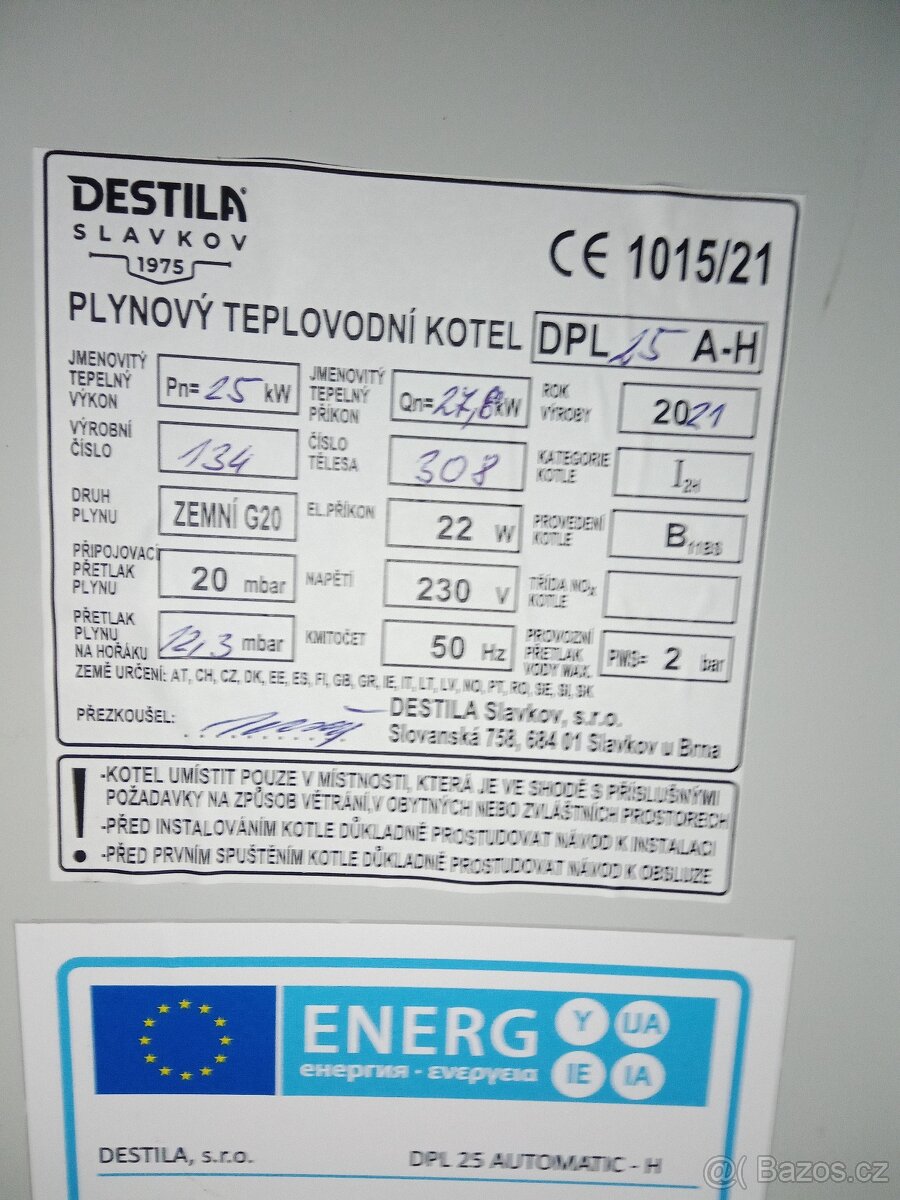 DESTILA
SLAVKOV
1975
CE 1015/21
PLYNOVÝ TEPLOVODNÍ KOTEL DPL 25 A-H
JMENOVITÝ TEPELNÝ VÝKON Pn= 25 kW JMENOVITÝ TEPELNÝ PŘÍKON Qn= 27,8 kW ROK VÝROBY 2021
VÝROBNÍ ČÍSLO 134 ČÍSLO TĚLESA 308 KATEGORIE KOTLE I2H
DRUH PLYNU ZEMNÍ G20 EL.PŘÍKON 22 W PROVEDENÍ KOTLE B11BS
PŘIPOJOVACÍ PŘETLAK PLYNU 20 mbar NAPĚTÍ 230 V TŘÍDA NOx KOTLE
PŘETLAK PLYNU NA HOŘÁKU 12,3 mbar KMITOČET 50 Hz PROVOZNÍ PŘETLAK VODY MAX. PMS= 2 bar
ZEMĚ URČENÍ: AT, CH, CZ, DK, EE, ES, FI, GB, GR, IE, IT, LT, LV, NO, PT, RO, SE, SI, SK
PŘEZKOUŠEL:
DESTILA Slavkov, s.r.o.
Slovanská 758, 684 01 Slavkov u Brna
! -KOTEL UMÍSTIT POUZE V MÍSTNOSTI, KTERÁ JE VE SHODĚ S PŘÍSLUŠNÝMI
POŽADAVKY NA ZPŮSOB VĚTRÁNÍ,V OBYTNÝCH NEBO ZVLÁŠTNÍCH PROSTORECH
-PŘED INSTALOVÁNÍM KOTLE DŮKLADNĚ PROSTUDOVAT NÁVOD K INSTALACI
-PŘED PRVNÍM SPUŠTĚNÍM KOTLE DŮKLADNĚ PROSTUDOVAT NÁVOD K OBSLUZE
ENERG Y UA
енергия · ενεργεια IE IA
DESTILA, s.r.o. DPL 25 AUTOMATIC - H
@( Bazos.cz